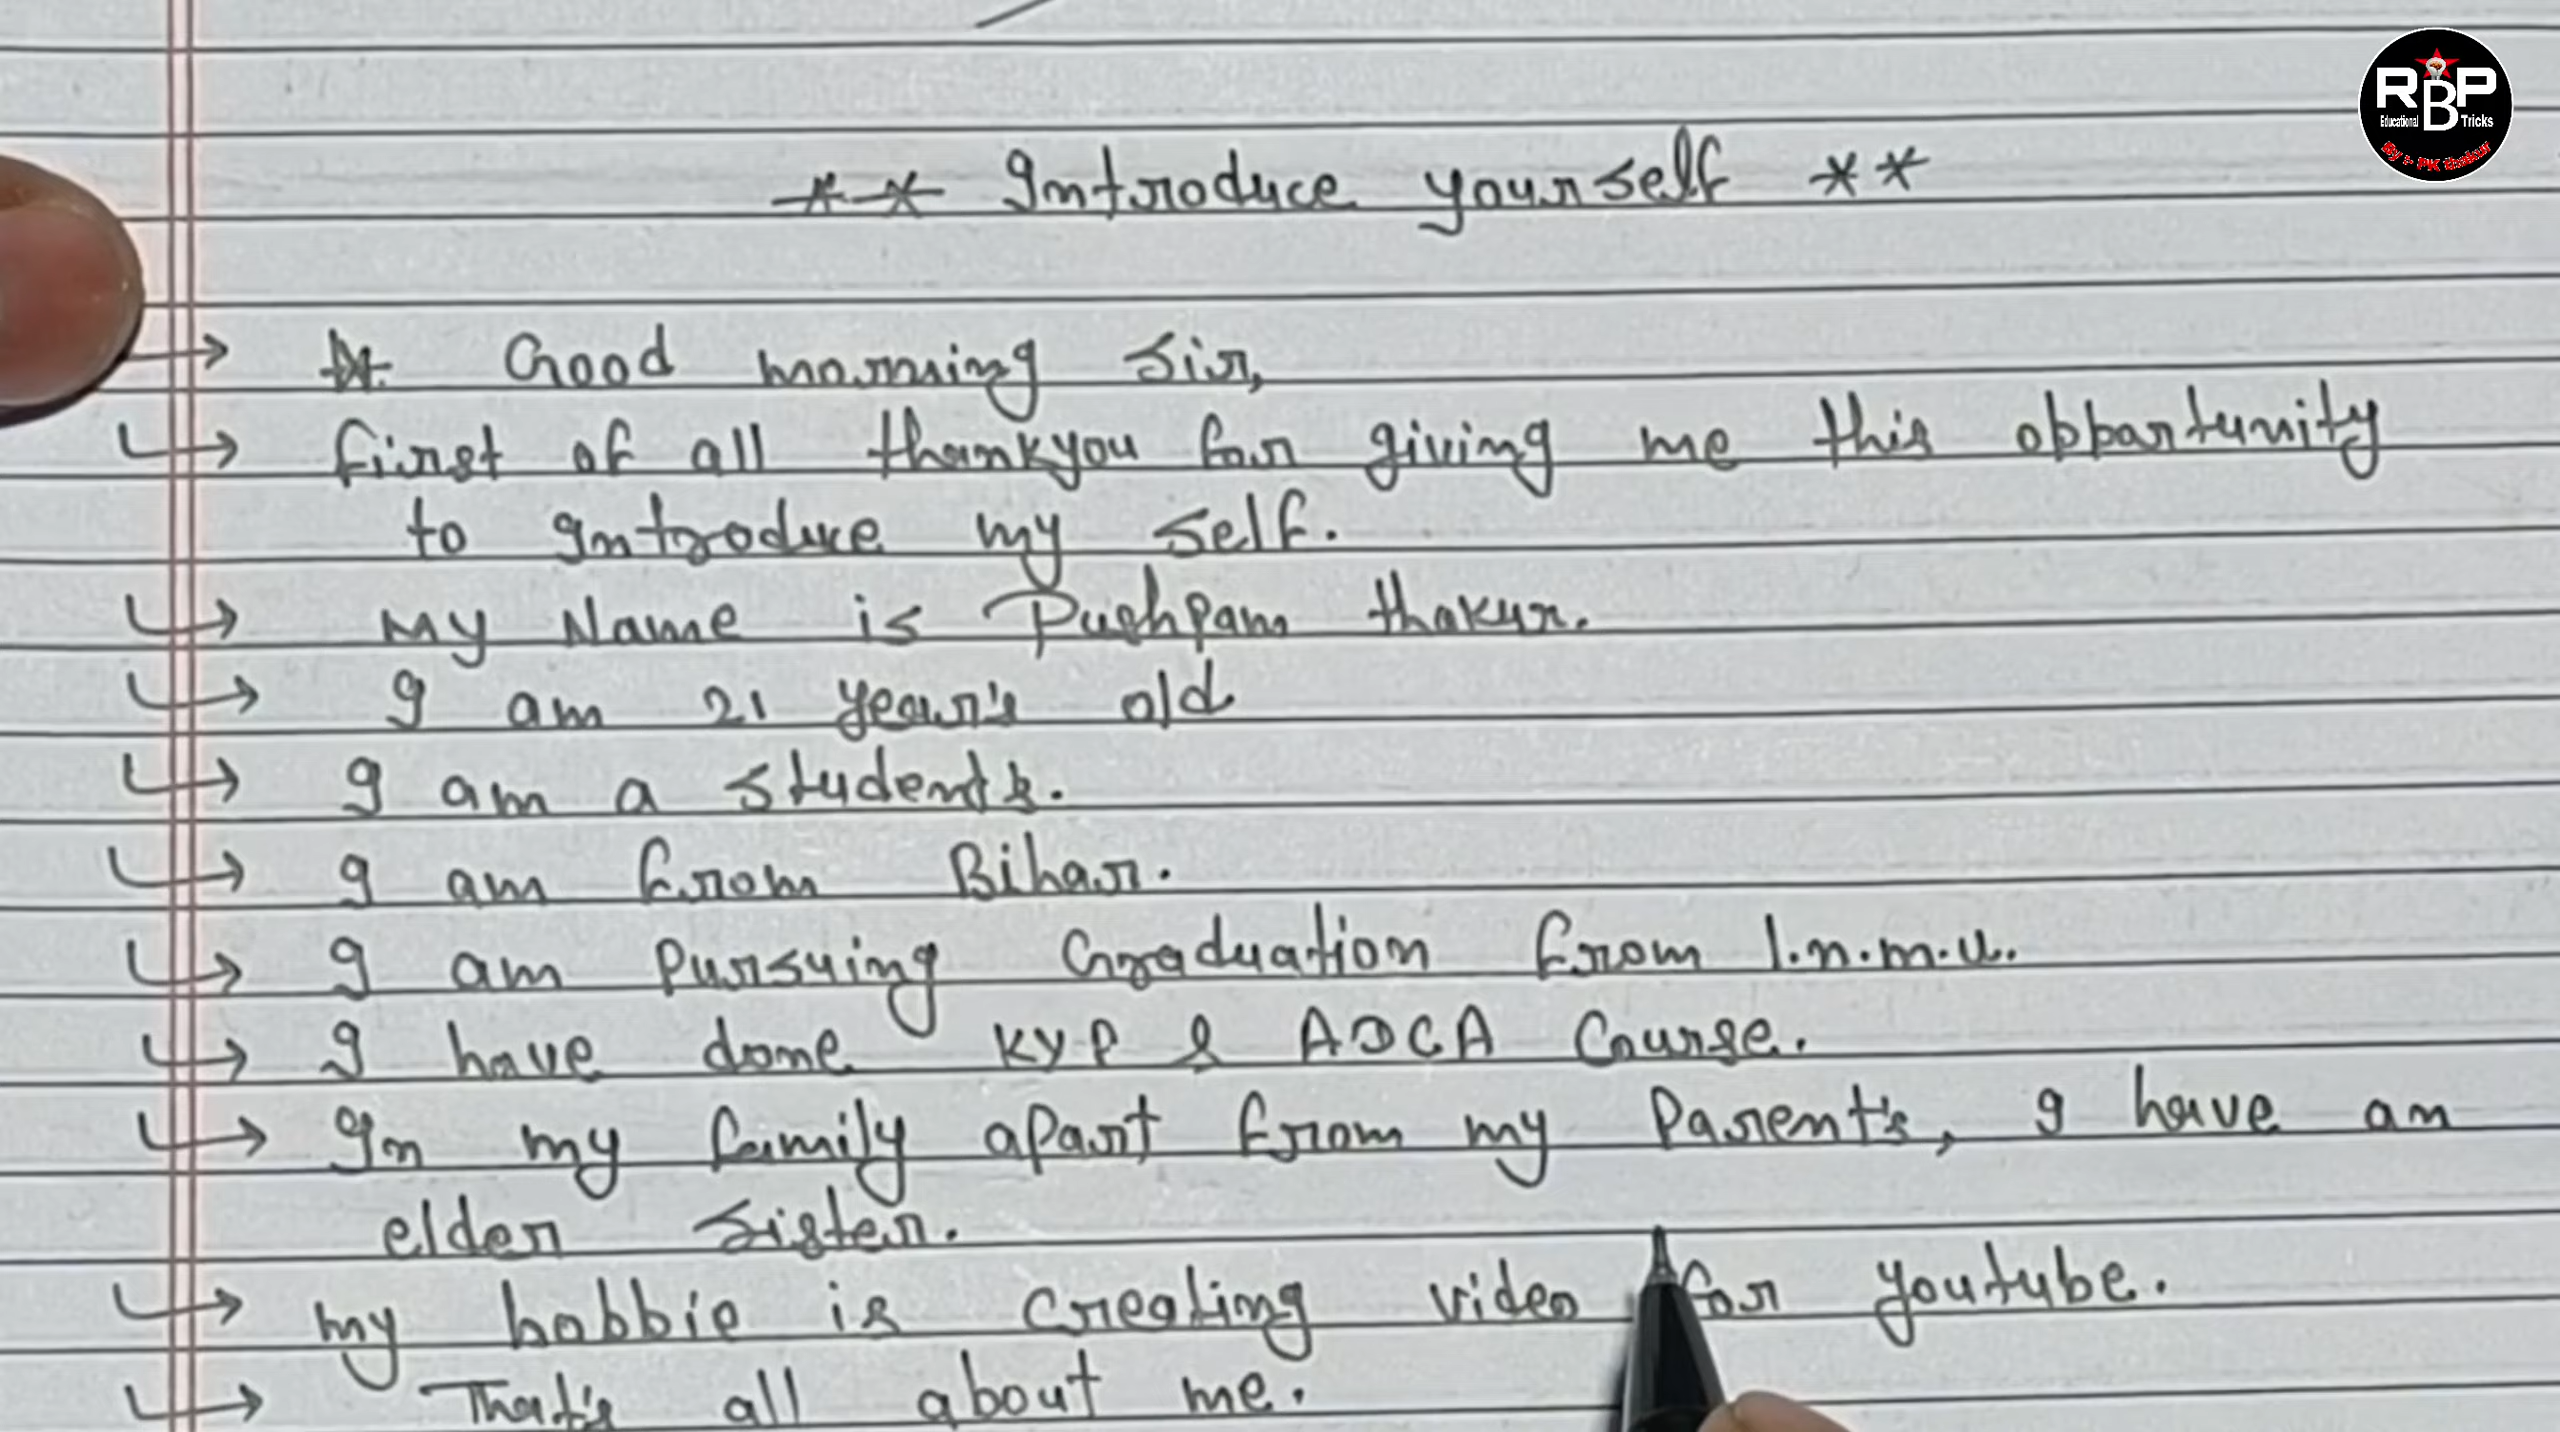 RBP
Educational Tricks
By :- PK thakur
** Introduce yourself **
→ Good morning Sir,
↳ first of all thankyou for giving me this obbartunity
to Introduce my self.
↳ My Name is Pushpam thakur.
↳ I am 21 year's old
↳ I am a students.
↳ I am from Bihar.
↳ I am Pursuing Graduation from l.n.m.u.
↳ I have done KYP & ADCA Course.
↳ In my family apart from my Parent's, I have an
elder sister.
↳ my hobbie is creating video for youtube.
↳ That's all about me.